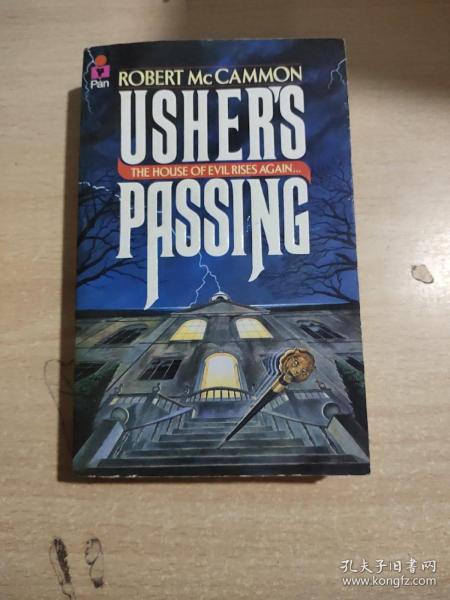 Pan
ROBERT McCAMMON
USHER'S
THE HOUSE OF EVIL RISES AGAIN...
PASSING
孔夫子旧书网
www.kongfz.com